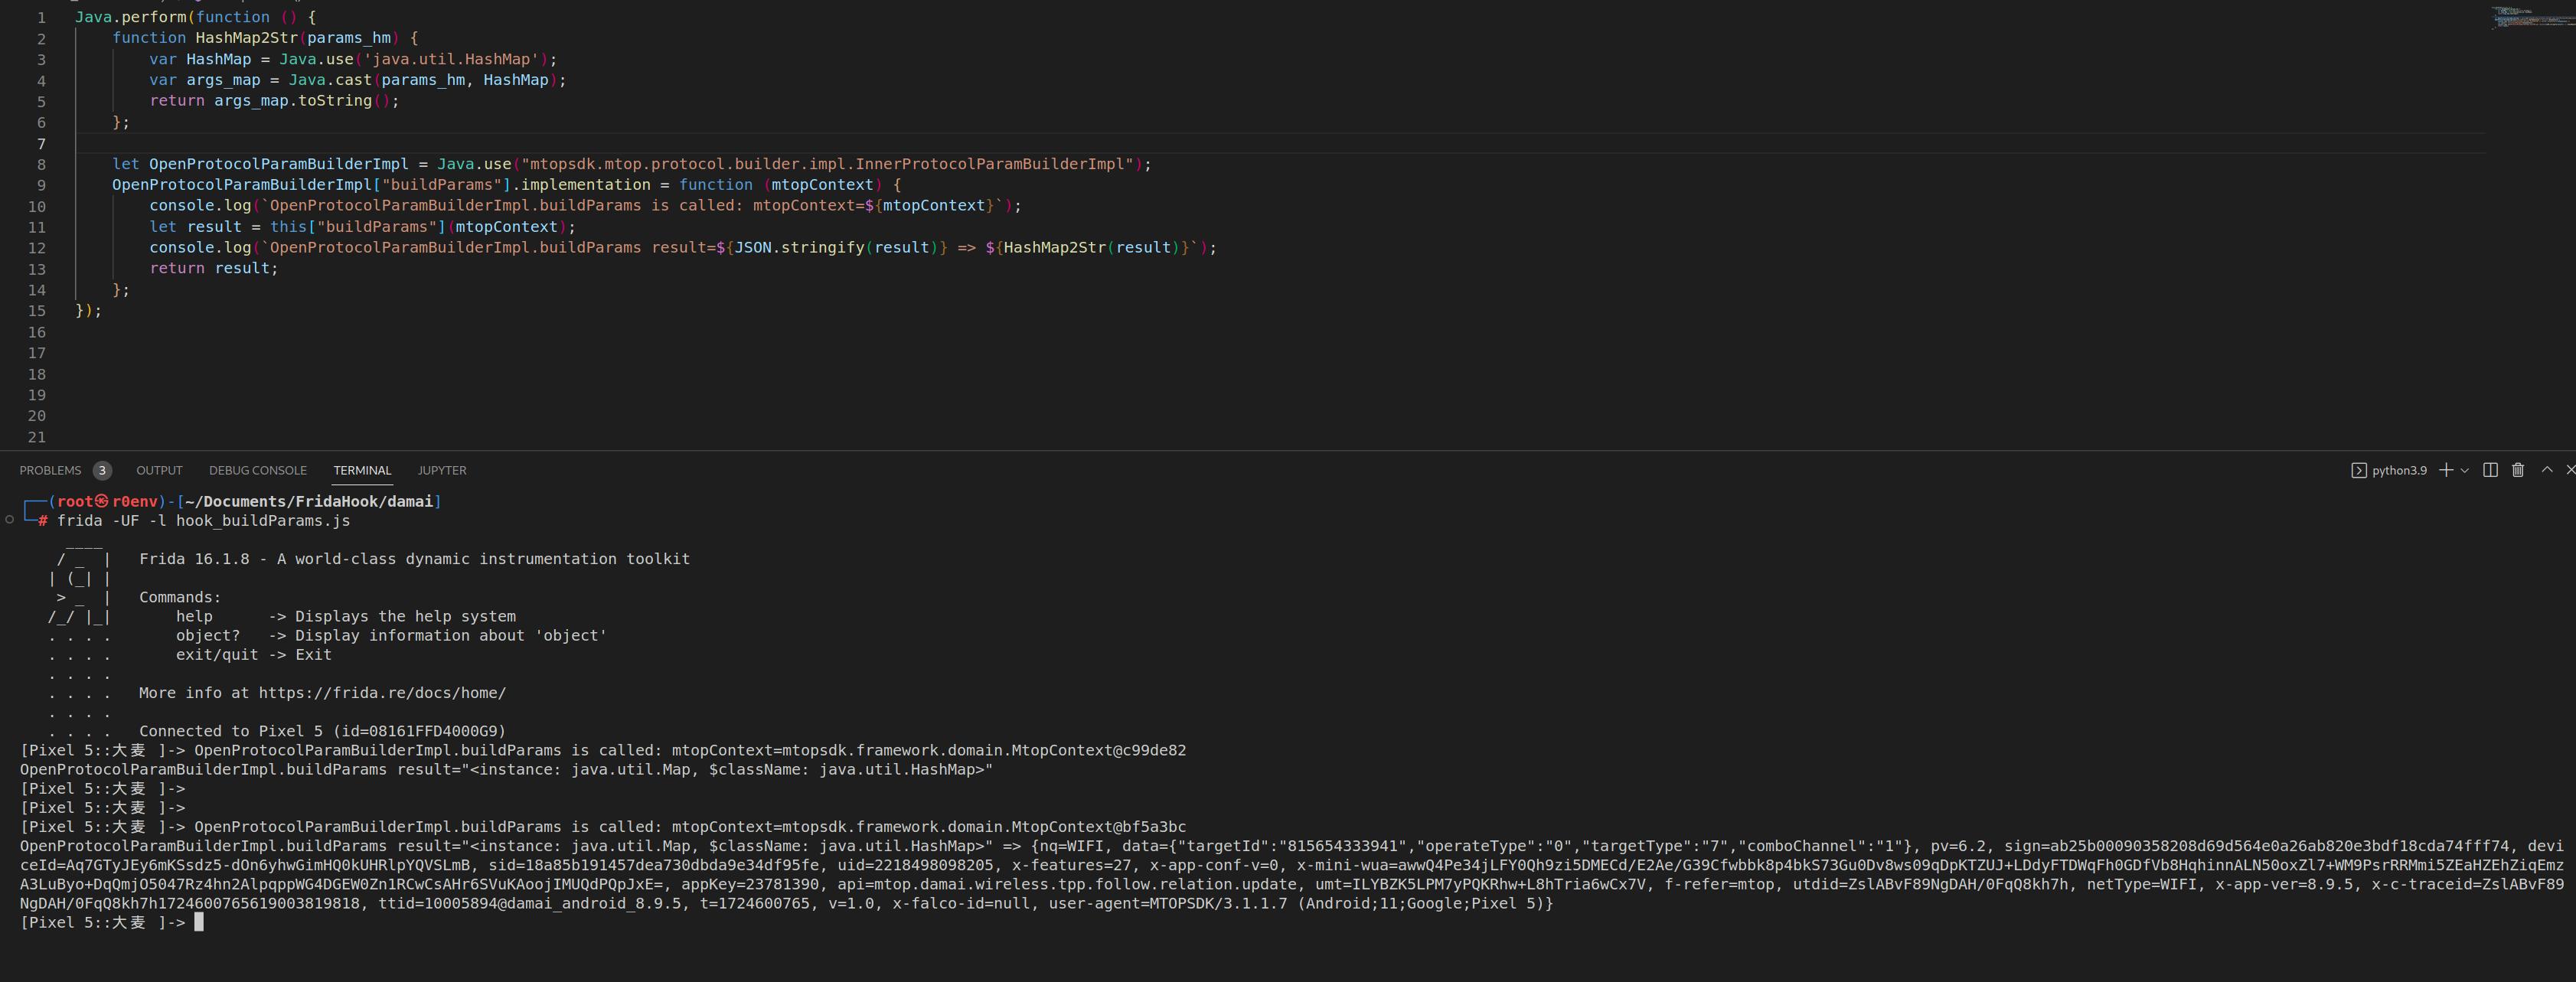 1 Java.perform(function () {
2     function HashMap2Str(params_hm) {
3         var HashMap = Java.use('java.util.HashMap');
4         var args_map = Java.cast(params_hm, HashMap);
5         return args_map.toString();
6     };
7
8     let OpenProtocolParamBuilderImpl = Java.use("mtopsdk.mtop.protocol.builder.impl.InnerProtocolParamBuilderImpl");
9     OpenProtocolParamBuilderImpl["buildParams"].implementation = function (mtopContext) {
10         console.log(`OpenProtocolParamBuilderImpl.buildParams is called: mtopContext=${mtopContext}`);
11         let result = this["buildParams"](mtopContext);
12         console.log(`OpenProtocolParamBuilderImpl.buildParams result=${JSON.stringify(result)} => ${HashMap2Str(result)}`);
13         return result;
14     };
15 });
16
17
18
19
20
21
PROBLEMS 3 OUTPUT DEBUG CONSOLE TERMINAL JUPYTER python3.9
┌──(root㉿r0env)-[~/Documents/FridaHook/damai]
└─# frida -UF -l hook_buildParams.js
     ____
    / _  |   Frida 16.1.8 - A world-class dynamic instrumentation toolkit
   | (_| |
    > _  |   Commands:
   /_/ |_|       help      -> Displays the help system
   . . . .       object?   -> Display information about 'object'
   . . . .       exit/quit -> Exit
   . . . .
   . . . .   More info at https://frida.re/docs/home/
   . . . .
   . . . .   Connected to Pixel 5 (id=08161FFD4000G9)
[Pixel 5::大麦 ]-> OpenProtocolParamBuilderImpl.buildParams is called: mtopContext=mtopsdk.framework.domain.MtopContext@c99de82
OpenProtocolParamBuilderImpl.buildParams result="<instance: java.util.Map, $className: java.util.HashMap>"
[Pixel 5::大麦 ]->
[Pixel 5::大麦 ]->
[Pixel 5::大麦 ]-> OpenProtocolParamBuilderImpl.buildParams is called: mtopContext=mtopsdk.framework.domain.MtopContext@bf5a3bc
OpenProtocolParamBuilderImpl.buildParams result="<instance: java.util.Map, $className: java.util.HashMap>" => {nq=WIFI, data={"targetId":"815654333941","operateType":"0","targetType":"7","comboChannel":"1"}, pv=6.2, sign=ab25b00090358208d69d564e0a26ab820e3bdf18cda74fff74, devi
ceId=Aq7GTyJEy6mKSsdz5-dOn6yhwGimHQ0kUHRlpYQVSLmB, sid=18a85b191457dea730dbda9e34df95fe, uid=2218498098205, x-features=27, x-app-conf-v=0, x-mini-wua=awwQ4Pe34jLFY0Qh9zi5DMECd/E2Ae/G39Cfwbbk8p4bkS73Gu0Dv8ws09qDpKTZUJ+LDdyFTDWqFh0GDfVb8HqhinnALN50oxZl7+WM9PsrRRMmi5ZEaHZEhZiqEmz
A3LuByo+DqQmjO5047Rz4hn2AlpqppWG4DGEW0Zn1RCwCsAHr6SVuKAoojIMUQdPQpJxE=, appKey=23781390, api=mtop.damai.wireless.tpp.follow.relation.update, umt=ILYBZK5LPM7yPQKRhw+L8hTria6wCx7V, f-refer=mtop, utdid=ZslABvF89NgDAH/0FqQ8kh7h, netType=WIFI, x-app-ver=8.9.5, x-c-traceid=ZslABvF89
NgDAH/0FqQ8kh7h1724600765619003819818, ttid=10005894@damai_android_8.9.5, t=1724600765, v=1.0, x-falco-id=null, user-agent=MTOPSDK/3.1.1.7 (Android;11;Google;Pixel 5)}
[Pixel 5::大麦 ]->